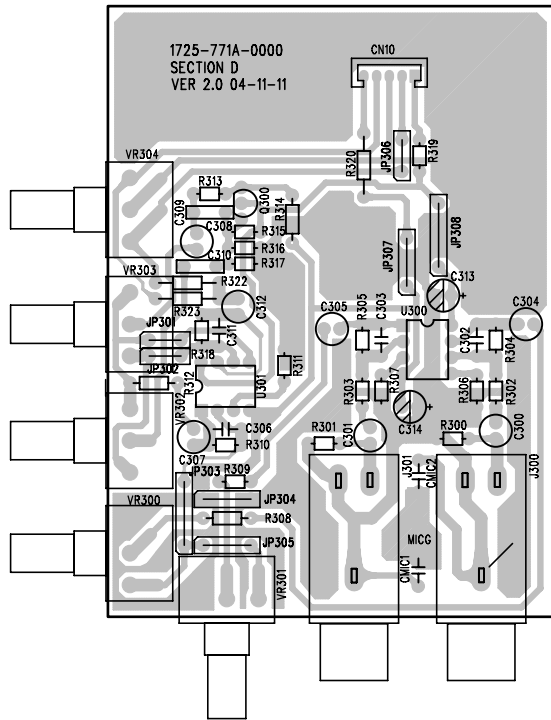 1725-771A-0000
SECTION D
VER 2.0 04-11-11
CN10
VR304
R313
C309
Q300
R314
R320
JP306
R319
C308
R315
R316
R317
C310
JP307
JP308
VR303
R322
R323
C312
C313
C305
R305
C303
U300
C304
JP301
R318
C311
C302
R304
JP302
R312
U301
R311
R303
R307
R306
R302
VR302
C306
R310
C307
R301
C301
C314
R300
C300
JP303
R309
J301
CMIC2
J300
VR300
JP304
R308
JP305
MICG
CMIC1
VR301